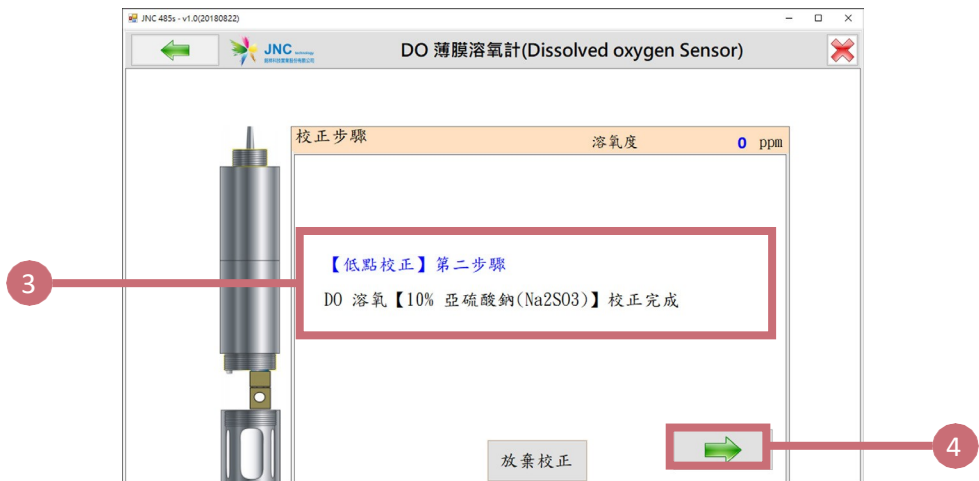 JNC 485s - v1.0(20180822)
JNC technology
DO 薄膜溶氧計(Dissolved oxygen Sensor)
校正步驟 溶氧度 0 ppm
3
【低點校正】第二步驟
DO 溶氧【10% 亞硫酸鈉(Na2SO3)】校正完成
4
放棄校正